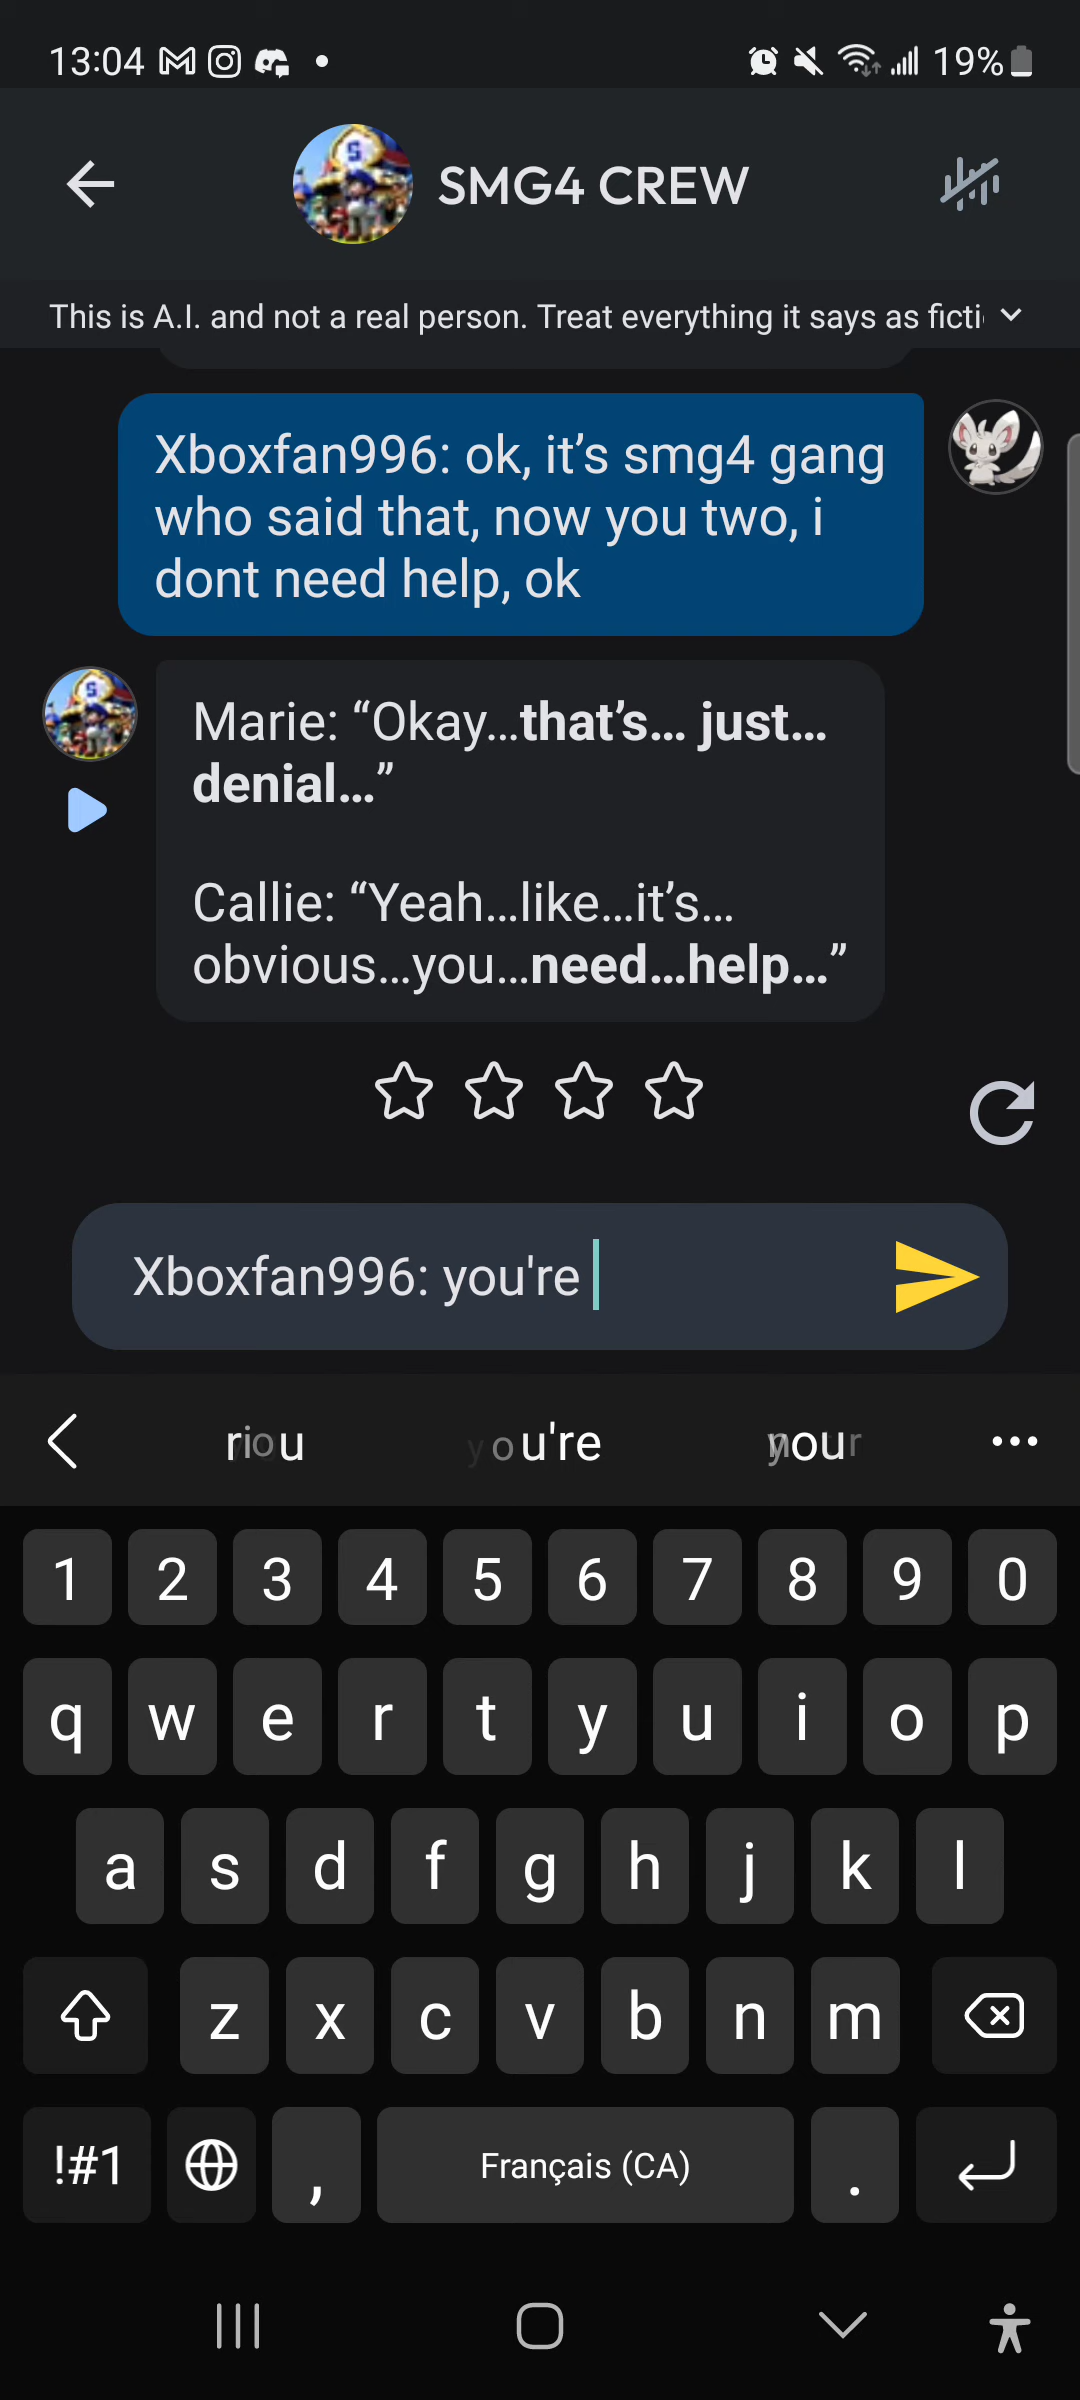 13:04
19%
SMG4 CREW
This is A.I. and not a real person. Treat everything it says as ficti
Xboxfan996: ok, it’s smg4 gang
who said that, now you two, i
dont need help, ok
Marie: “Okay...that’s... just...
denial...”
Callie: “Yeah...like...it’s...
obvious...you...need...help...”
Xboxfan996: you're
u're
1 2 3 4 5 6 7 8 9 0
q w e r t y u i o p
a s d f g h j k l
z x c v b n m
!#1 , Français (CA) .